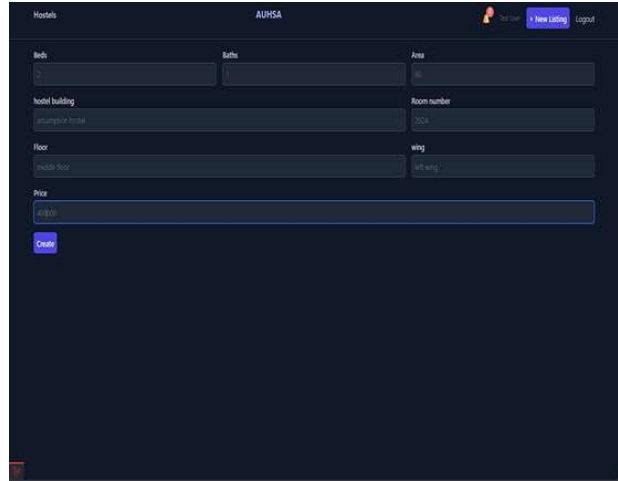 Hostels AUHSA Test User + New Listing Logout
Beds Baths Area
2 1 60
hostel building Room number
assumption hostel
Floor wing
middle floor left wing
Price
Create